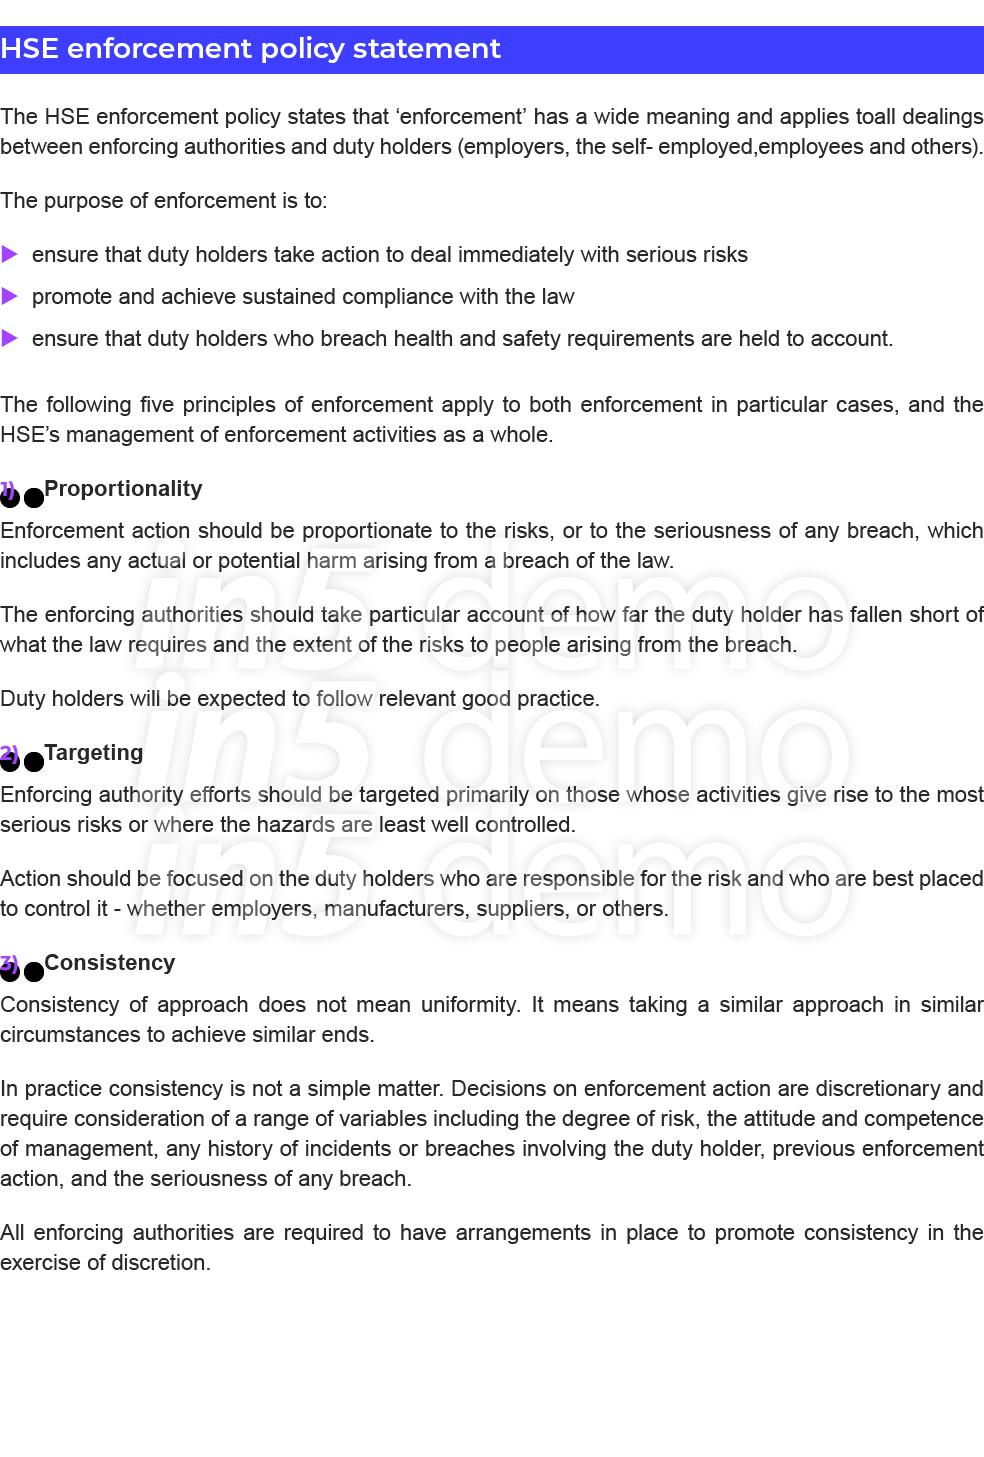 HSE enforcement policy statement
The HSE enforcement policy states that ‘enforcement’ has a wide meaning and applies toall dealings
between enforcing authorities and duty holders (employers, the self- employed,employees and others).
The purpose of enforcement is to:
ensure that duty holders take action to deal immediately with serious risks
promote and achieve sustained compliance with the law
ensure that duty holders who breach health and safety requirements are held to account.
The following five principles of enforcement apply to both enforcement in particular cases, and the
HSE’s management of enforcement activities as a whole.
1) Proportionality
Enforcement action should be proportionate to the risks, or to the seriousness of any breach, which
includes any actual or potential harm arising from a breach of the law.
in5 demo
The enforcing authorities should take particular account of how far the duty holder has fallen short of
what the law requires and the extent of the risks to people arising from the breach.
Duty holders will be expected to follow relevant good practice.
in5 demo
2) Targeting
Enforcing authority efforts should be targeted primarily on those whose activities give rise to the most
serious risks or where the hazards are least well controlled.
in5 demo
Action should be focused on the duty holders who are responsible for the risk and who are best placed
to control it - whether employers, manufacturers, suppliers, or others.
3) Consistency
Consistency of approach does not mean uniformity. It means taking a similar approach in similar
circumstances to achieve similar ends.
In practice consistency is not a simple matter. Decisions on enforcement action are discretionary and
require consideration of a range of variables including the degree of risk, the attitude and competence
of management, any history of incidents or breaches involving the duty holder, previous enforcement
action, and the seriousness of any breach.
All enforcing authorities are required to have arrangements in place to promote consistency in the
exercise of discretion.